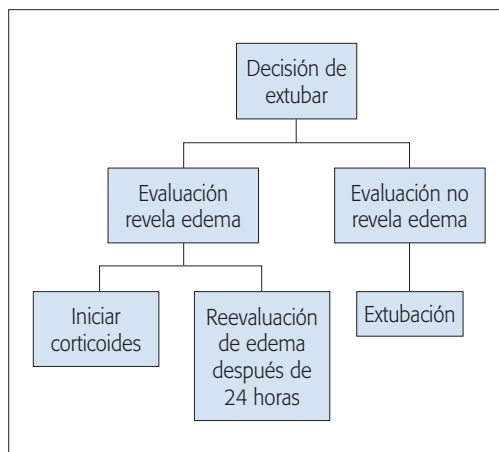 Decisión de
extubar
Evaluación
revela edema
Evaluación no
revela edema
Iniciar
corticoides
Reevaluación
de edema
después de
24 horas
Extubación